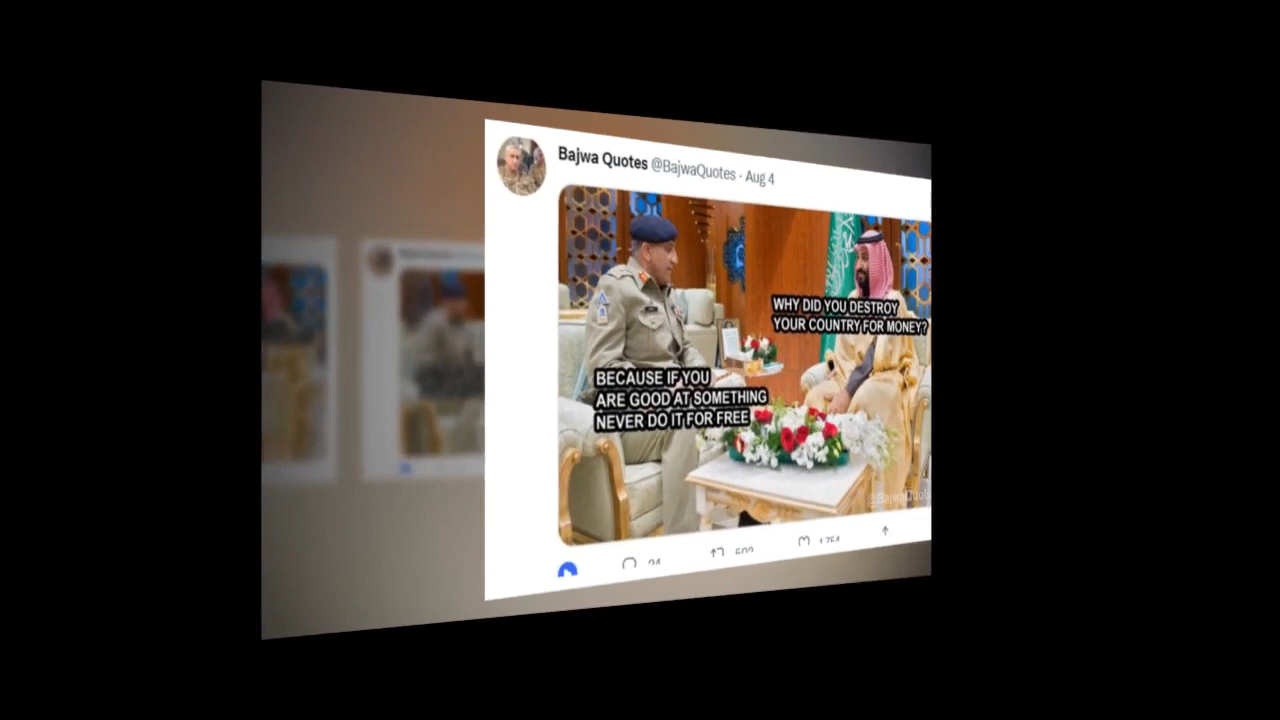 Bajwa Quotes @BajwaQuotes · Aug 4
WHY DID YOU DESTROY
YOUR COUNTRY FOR MONEY?
BECAUSE IF YOU
ARE GOOD AT SOMETHING
NEVER DO IT FOR FREE